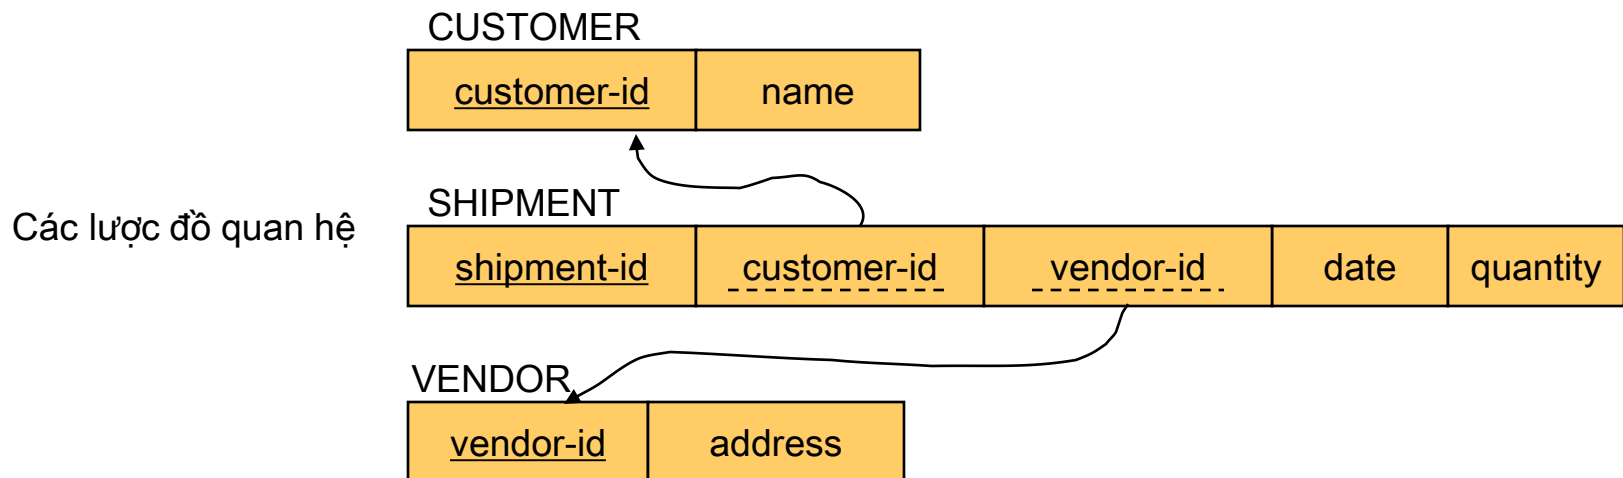 CUSTOMER
customer-id name
Các lược đồ quan hệ
SHIPMENT
shipment-id customer-id vendor-id date quantity
VENDOR
vendor-id address